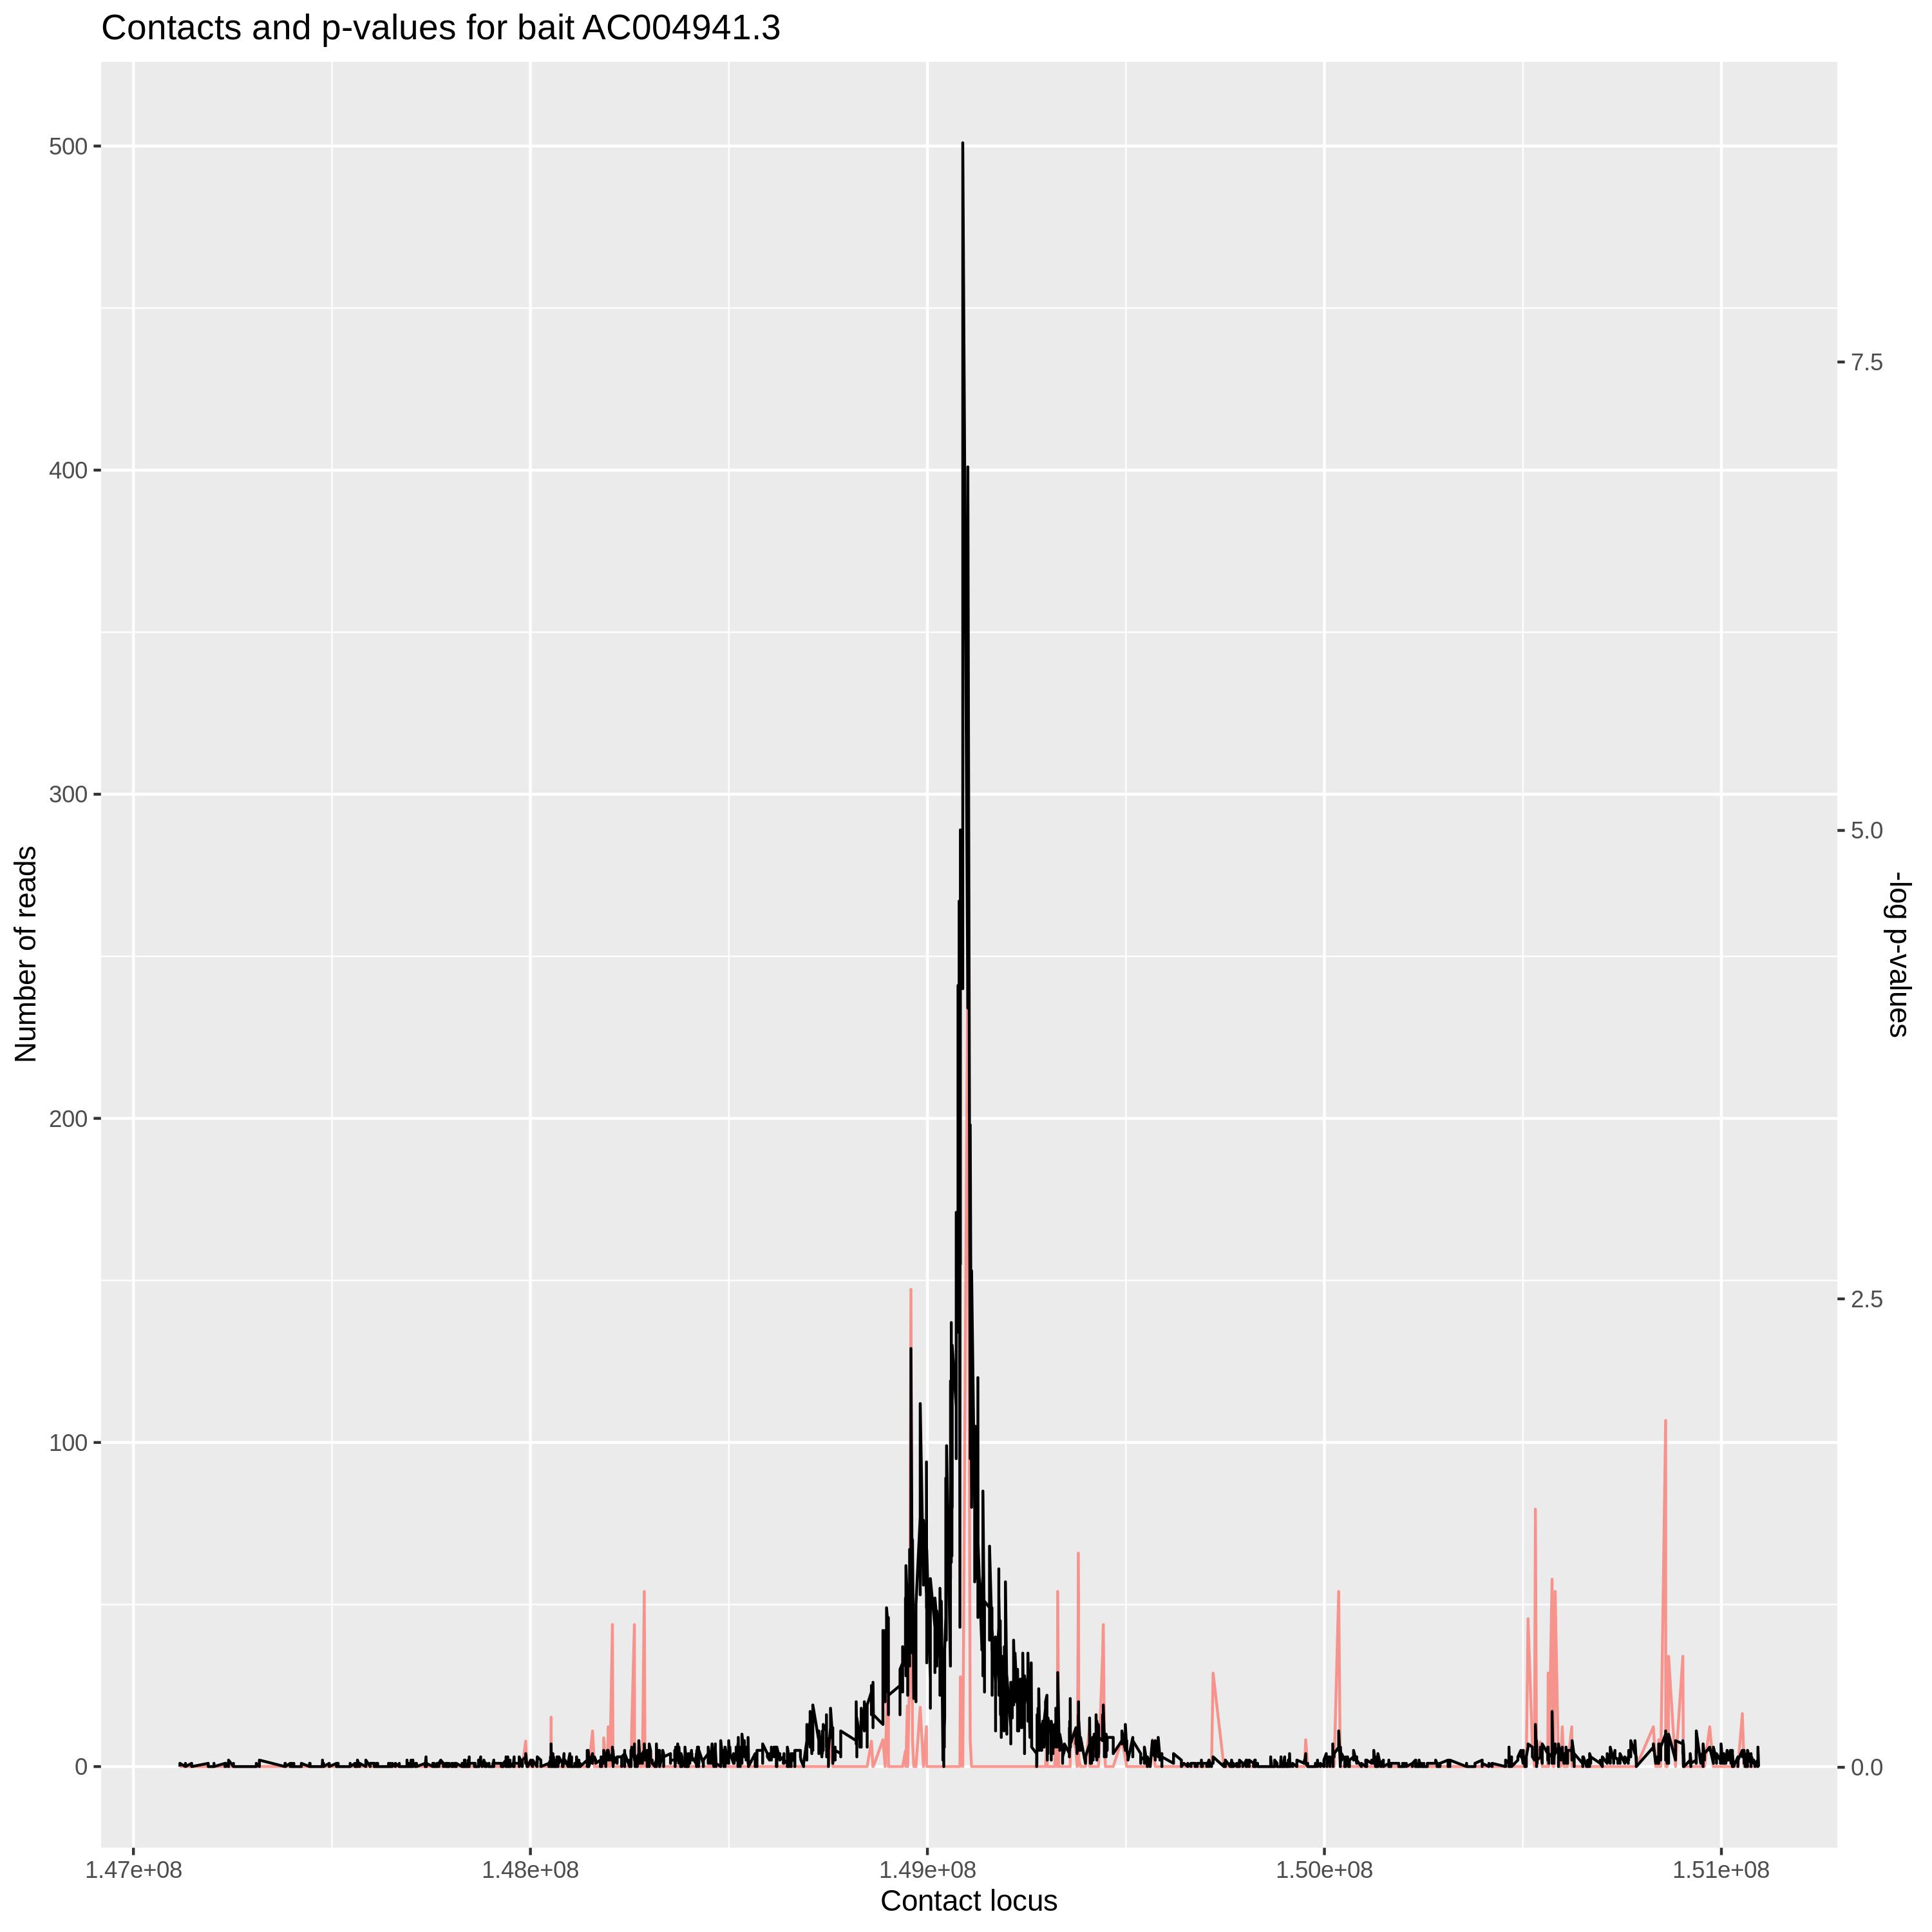 Contacts and p-values for bait AC004941.3
Number of reads
500
400
300
200
100
0
7.5
5.0
2.5
0.0
-log p-values
1.47e+08 1.48e+08 1.49e+08 1.50e+08 1.51e+08
Contact locus